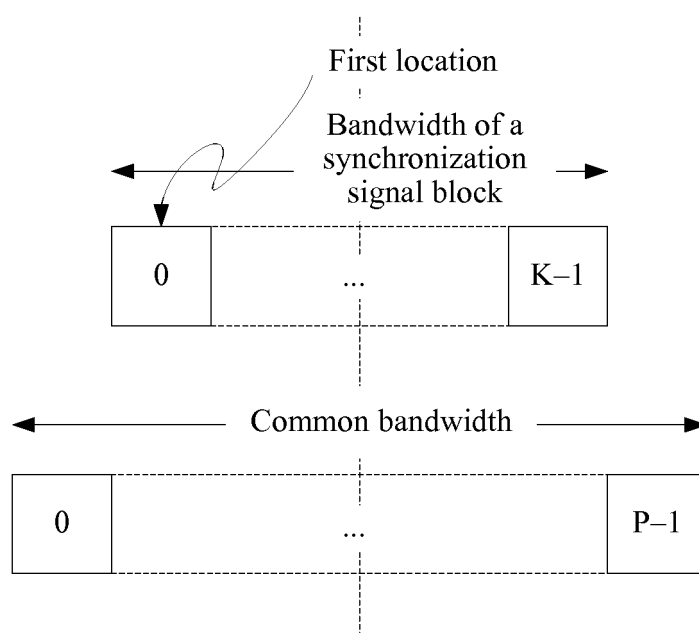 First location
Bandwidth of a
synchronization
signal block
0
...
K–1
Common bandwidth
0
...
P–1